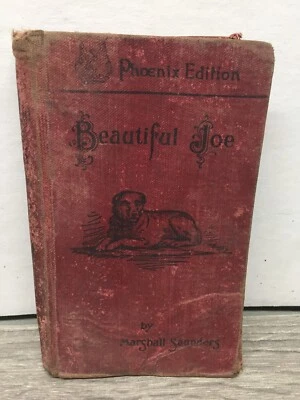 Phoenix Edition
Beautiful Joe
by
Marshall Saunders